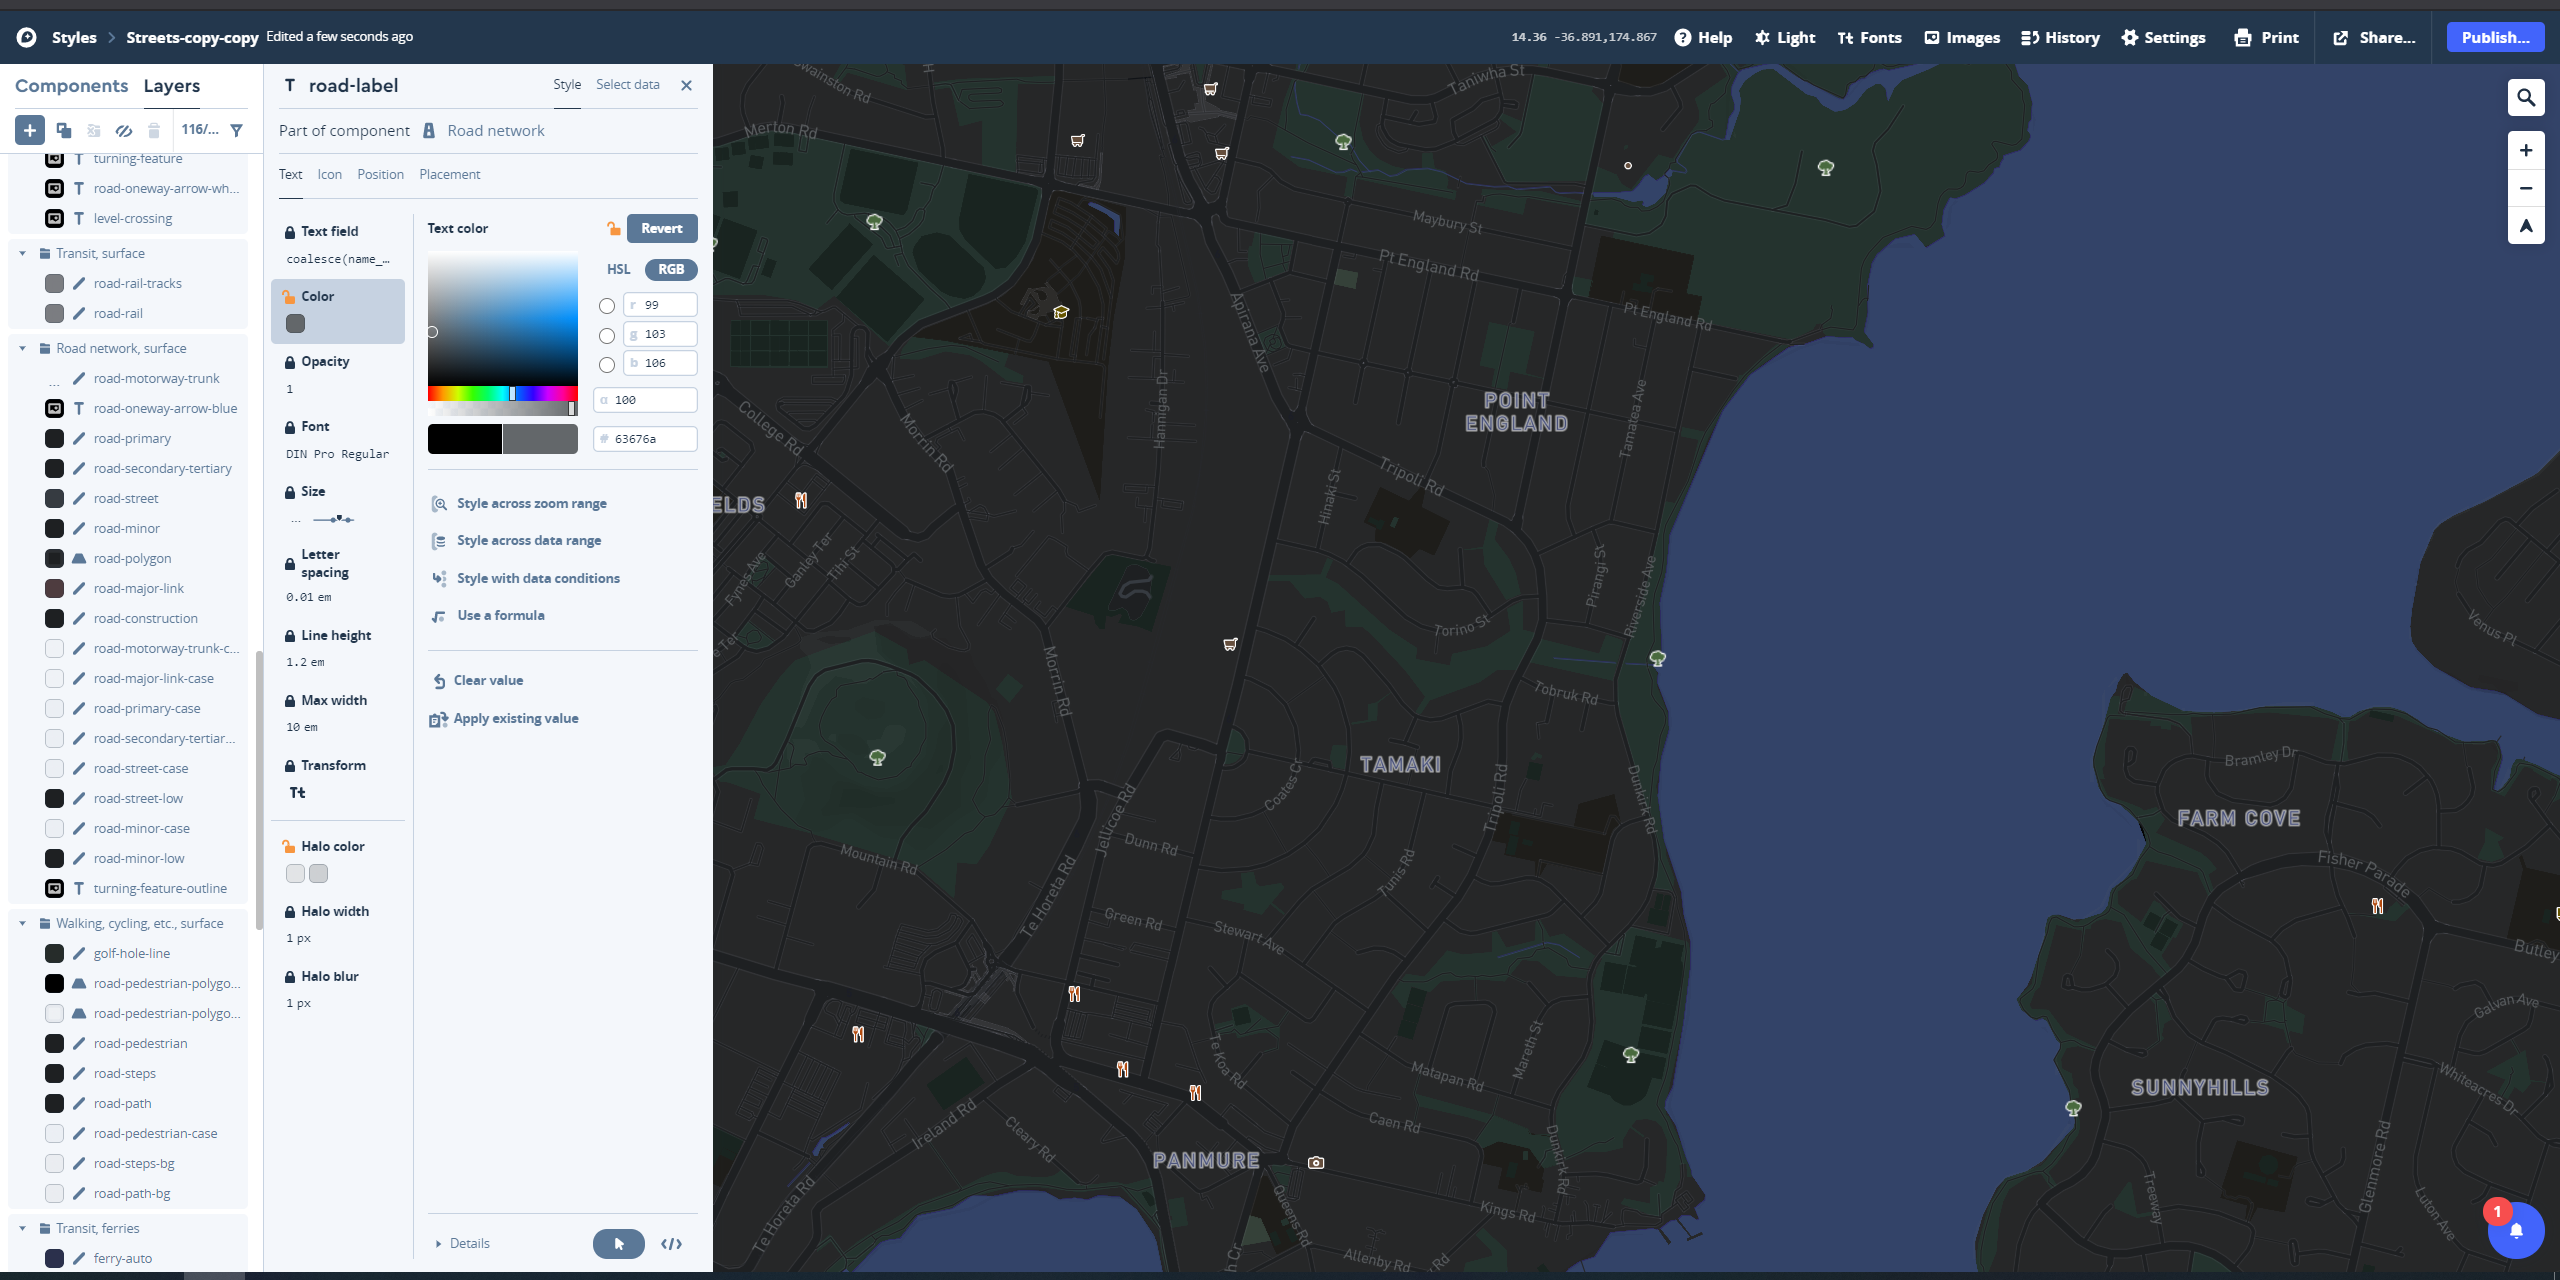 Styles
Streets-copy-copy
Edited a few seconds ago
14.36 -36.891,174.867
Help
Light
Fonts
Images
History
Settings
Print
Share...
Publish...
Components
Layers
116/...
turning-feature
road-oneway-arrow-wh...
level-crossing
Transit, surface
road-rail-tracks
road-rail
Road network, surface
... road-motorway-trunk
road-oneway-arrow-blue
road-primary
road-secondary-tertiary
road-street
road-minor
road-polygon
road-major-link
road-construction
road-motorway-trunk-c...
road-major-link-case
road-primary-case
road-secondary-tertiar...
road-street-case
road-street-low
road-minor-case
road-minor-low
turning-feature-outline
Walking, cycling, etc., surface
golf-hole-line
road-pedestrian-polygo...
road-pedestrian-polygo...
road-pedestrian
road-steps
road-path
road-pedestrian-case
road-steps-bg
road-path-bg
Transit, ferries
ferry-auto
T road-label
Style
Select data
Part of component
Road network
Text
Icon
Position
Placement
Text field
coalesce(name_...
Color
Opacity
1
Font
DIN Pro Regular
Size
...
Letter
spacing
0.01 em
Line height
1.2 em
Max width
10 em
Transform
Tt
Halo color
Halo width
1 px
Halo blur
1 px
Text color
Revert
HSL
RGB
r 99
g 103
b 106
α 100
# 63676a
Style across zoom range
Style across data range
Style with data conditions
Use a formula
Clear value
Apply existing value
Details
Merton Rd
Taniwha St
Maybury St
Pt England Rd
Pt England Rd
Apirana Ave
Hannigan Dr
College Rd
Morrin Rd
POINT
ENGLAND
Tamatea Ave
Tripoli Rd
Hinaki St
ELDS
Fynes Ave
Ganley Ter
Tihi St
e Ter
Pirangi St
Riverside Ave
Torino St
Morrin Rd
Tobruk Rd
TAMAKI
Coates Cr
Tripoli Rd
Dunkirk Rd
Jellicoe Rd
Dunn Rd
Mountain Rd
Te Horeta Rd
Tunis Rd
Green Rd
Stewart Ave
Te Koa Rd
Mareth St
Matapan Rd
Caen Rd
Ireland Rd
Cleary Rd
PANMURE
Dunkirk Rd
Te Horeta Rd
Queens Rd
Kings Rd
Allenby Rd
Venus Pl
Bramley Dr
FARM COVE
Fisher Parade
Butley
Galvan Ave
Whiteacres Dr
SUNNYHILLS
Glenmore Rd
Treeway
Luton Ave
1